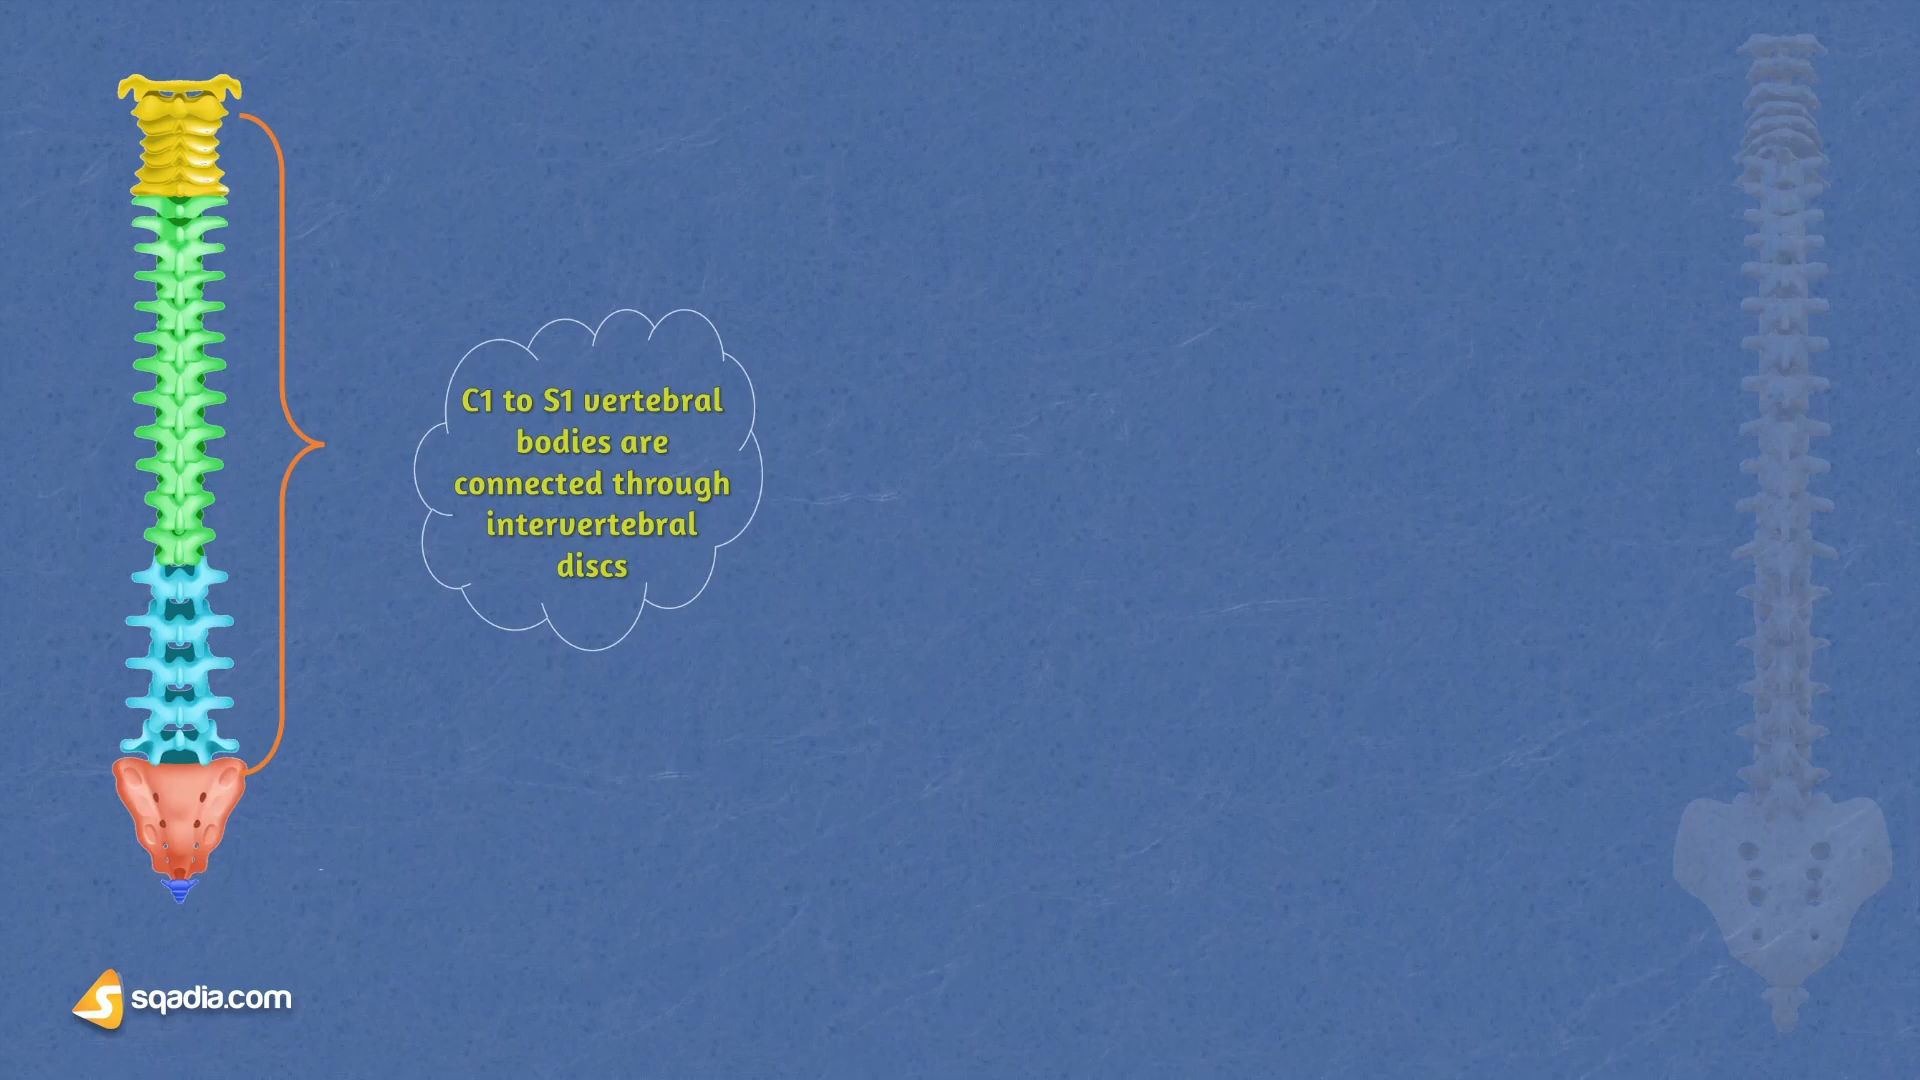 C1 to S1 vertebral
bodies are
connected through
intervertebral
discs
sqadia.com